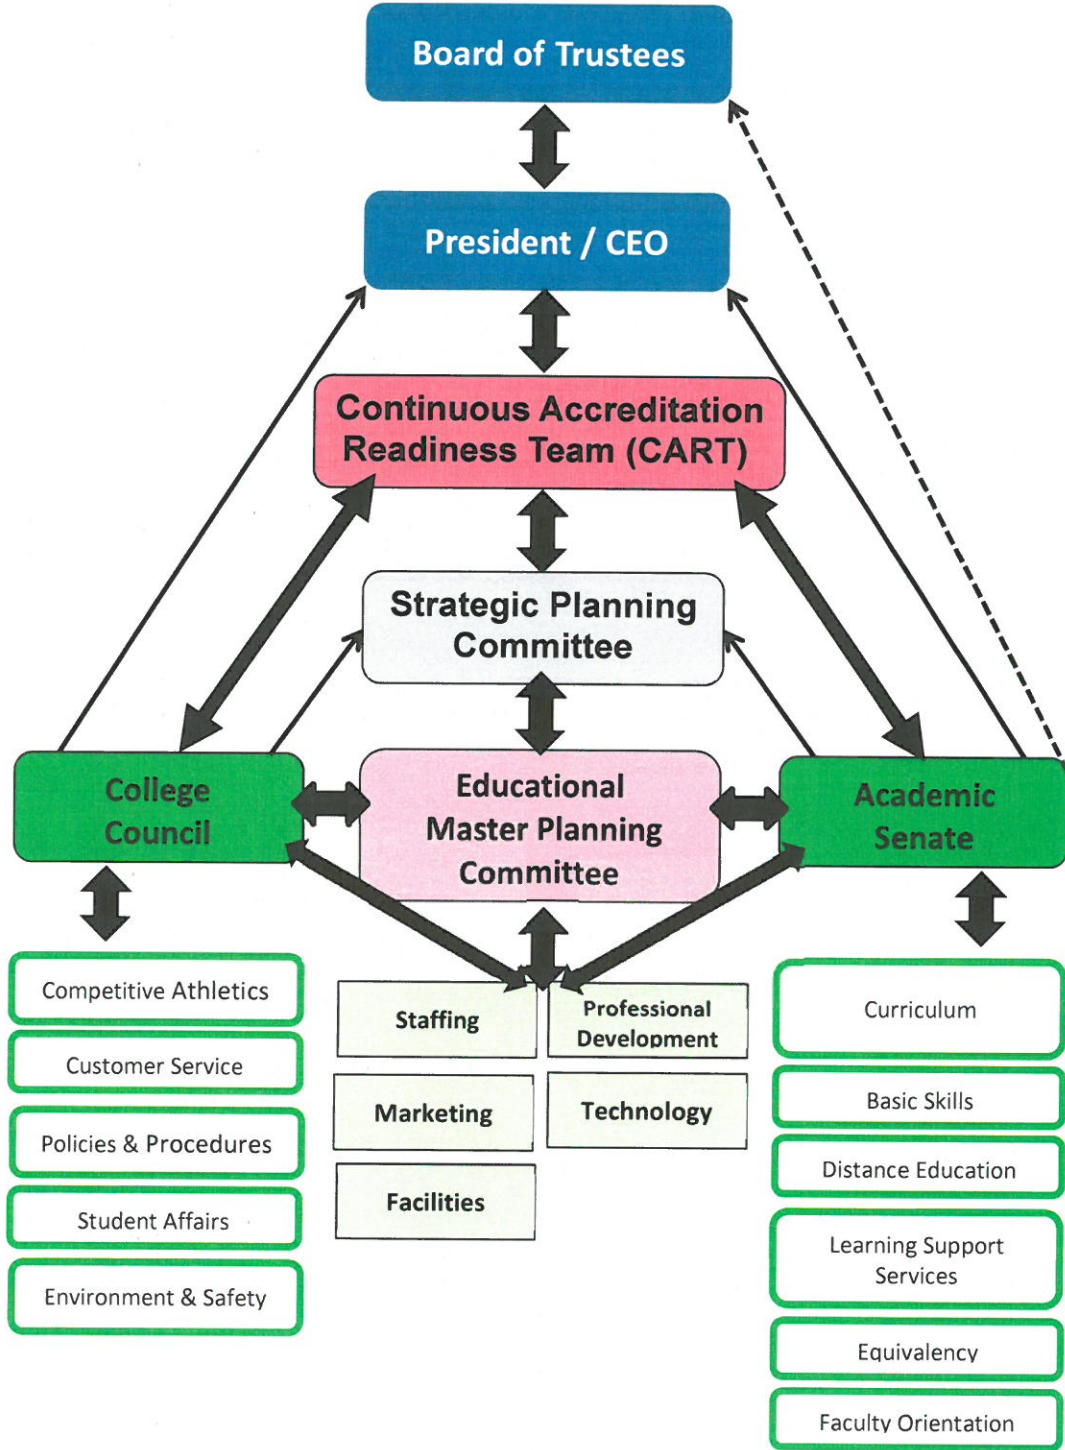 Board of Trustees
President / CEO
Continuous Accreditation
Readiness Team (CART)
Strategic Planning
Committee
College
Council
Educational
Master Planning
Committee
Academic
Senate
Competitive Athletics
Customer Service
Policies & Procedures
Student Affairs
Environment & Safety
Staffing
Professional
Development
Marketing
Technology
Facilities
Curriculum
Basic Skills
Distance Education
Learning Support
Services
Equivalency
Faculty Orientation